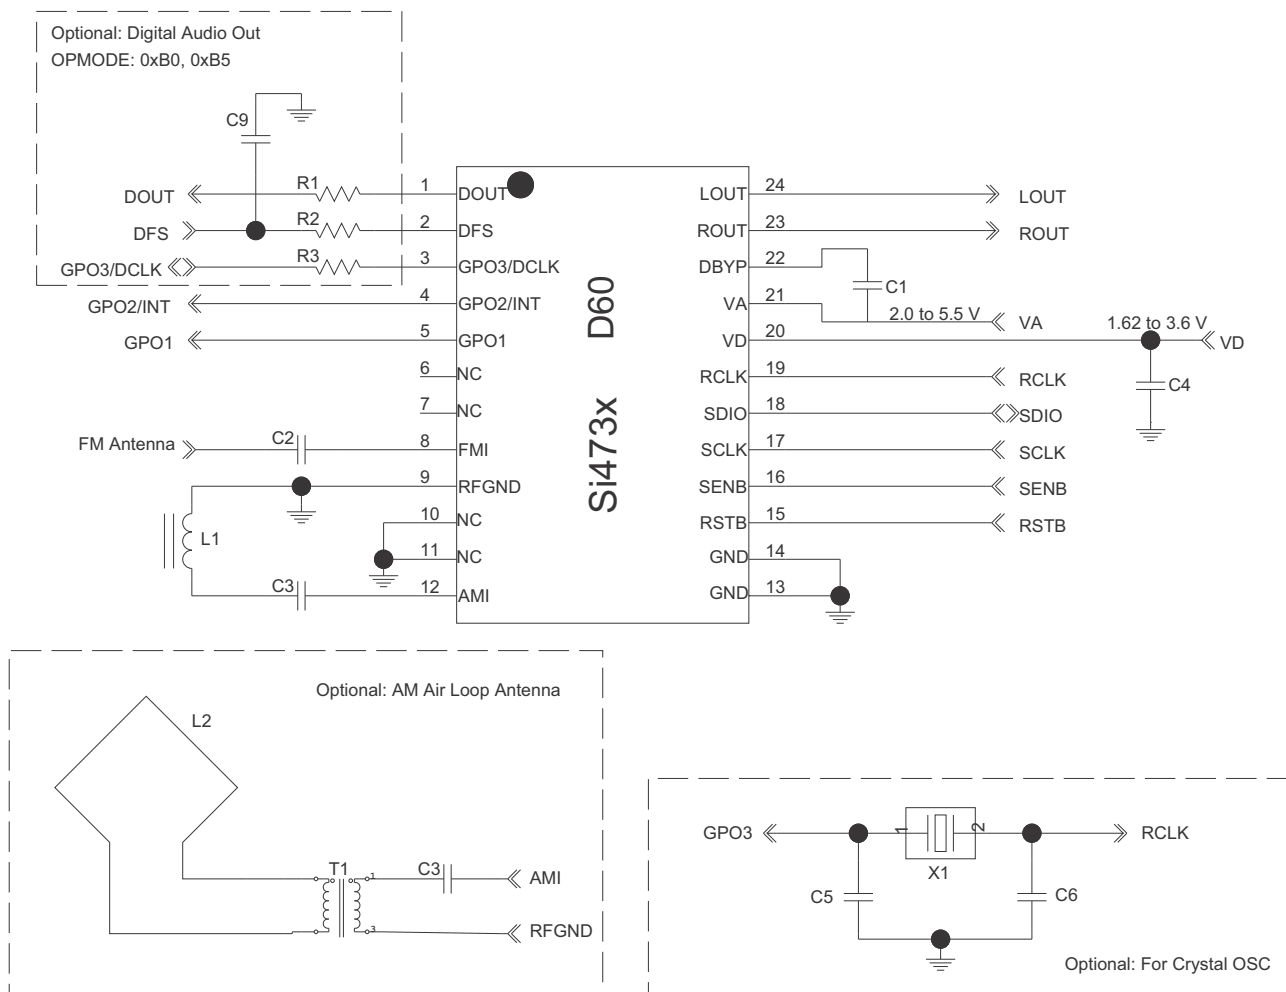 Optional: Digital Audio Out
OPMODE: 0xB0, 0xB5
C9
DOUT
R1
1
DOUT
DFS
R2
2
DFS
GPO3/DCLK
R3
3
GPO3/DCLK
GPO2/INT
4
GPO2/INT
GPO1
5
GPO1
6
NC
7
NC
FM Antenna
C2
8
FMI
9
RFGND
10
NC
L1
11
NC
C3
12
AMI
Si473x D60
LOUT
24
LOUT
ROUT
23
ROUT
DBYP
22
C1
VA
21
2.0 to 5.5 V
VA
VD
20
1.62 to 3.6 V
VD
C4
RCLK
19
RCLK
SDIO
18
SDIO
SCLK
17
SCLK
SENB
16
SENB
RSTB
15
RSTB
GND
14
GND
13
Optional: AM Air Loop Antenna
L2
T1
1
C3
AMI
3
RFGND
GPO3
1
2
RCLK
X1
C5
C6
Optional: For Crystal OSC